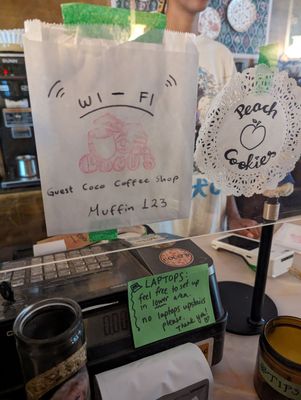 WI-FI
COCO'S
Guest Coco Coffee Shop
Muffin 123
Peach
Cookies
LAPTOPS:
feel free to set up
in lower area.
no laptops upstairs
please.
Thank you!
TIPS